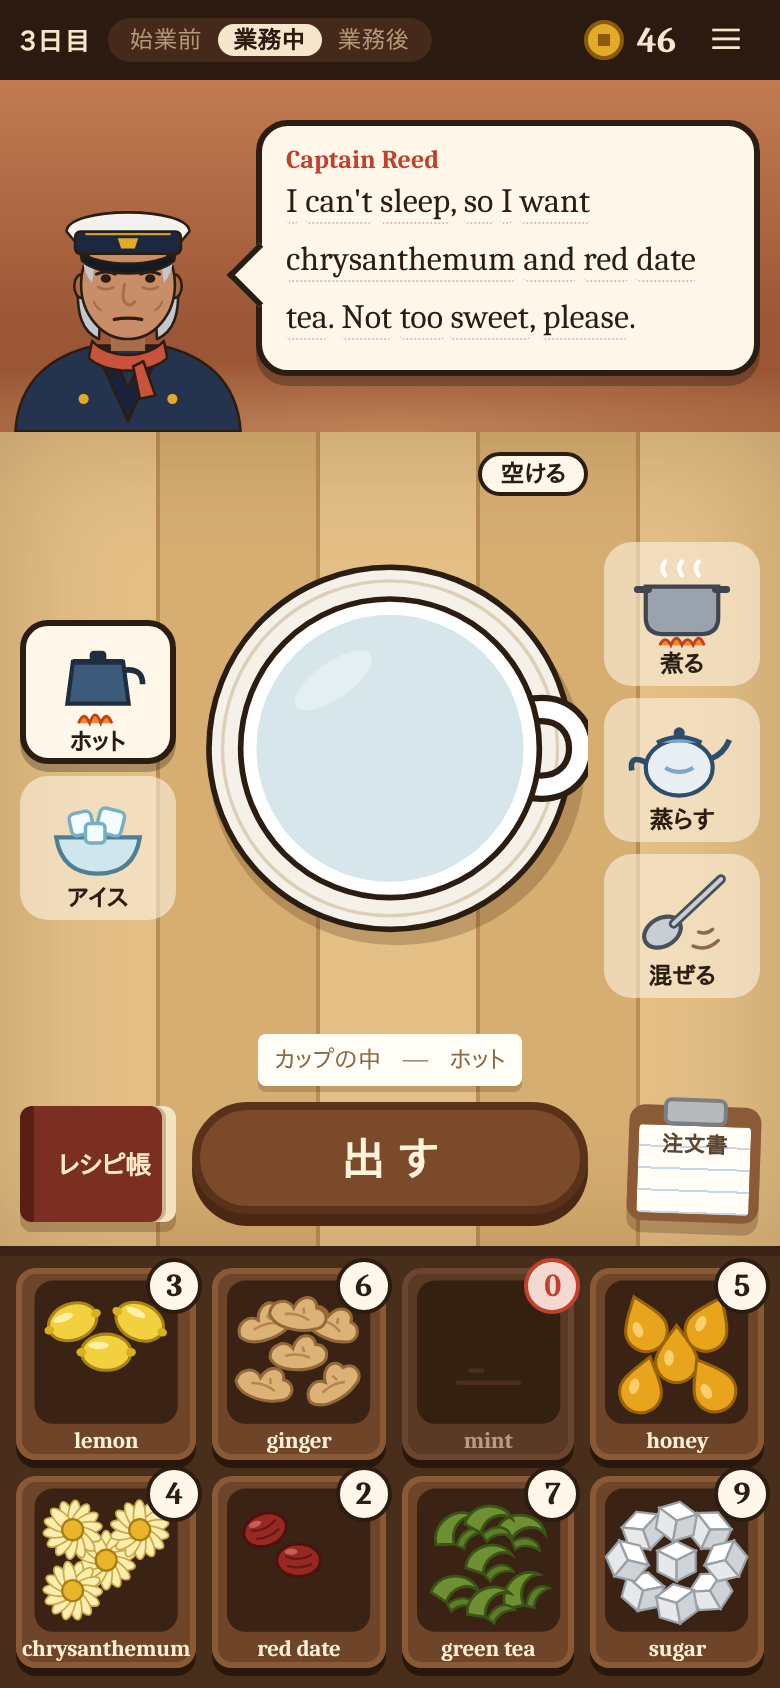 3日目
始業前 業務中 業務後
46
Captain Reed
I can't sleep, so I want
chrysanthemum and red date
tea. Not too sweet, please.
空ける
煮る
ホット
蒸らす
アイス
混ぜる
カップの中 — ホット
レシピ帳
出す
注文書
3
6
0
5
lemon
ginger
mint
honey
4
2
7
9
chrysanthemum
red date
green tea
sugar